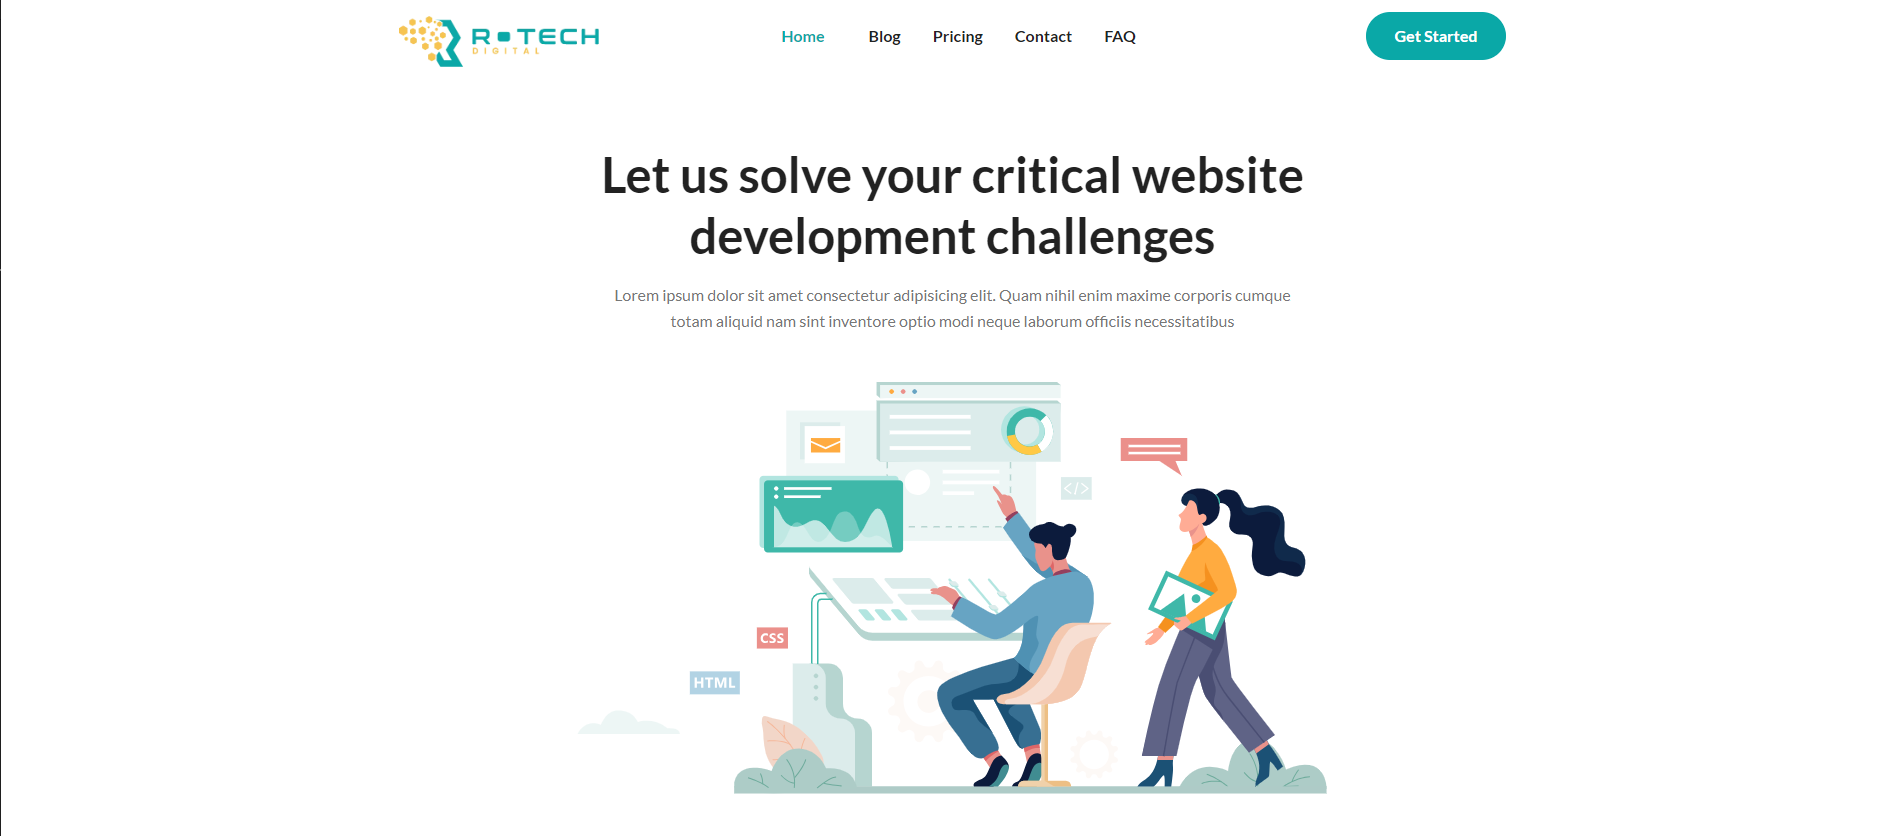 R TECH
DIGITAL
Home Blog Pricing Contact FAQ
Get Started
Let us solve your critical website
development challenges
Lorem ipsum dolor sit amet consectetur adipisicing elit. Quam nihil enim maxime corporis cumque
totam aliquid nam sint inventore optio modi neque laborum officiis necessitatibus
</>
CSS
HTML